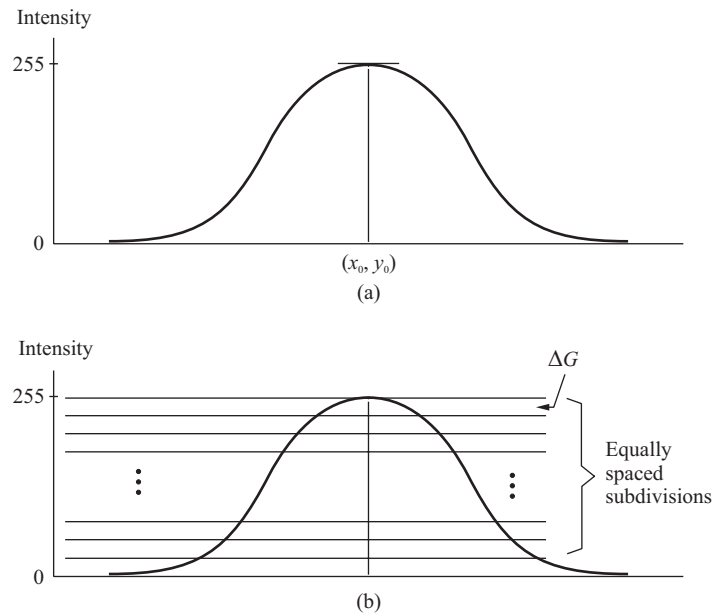 Intensity
255
0
(x₀, y₀)
(a)
Intensity
ΔG
255
Equally
spaced
subdivisions
0
(b)